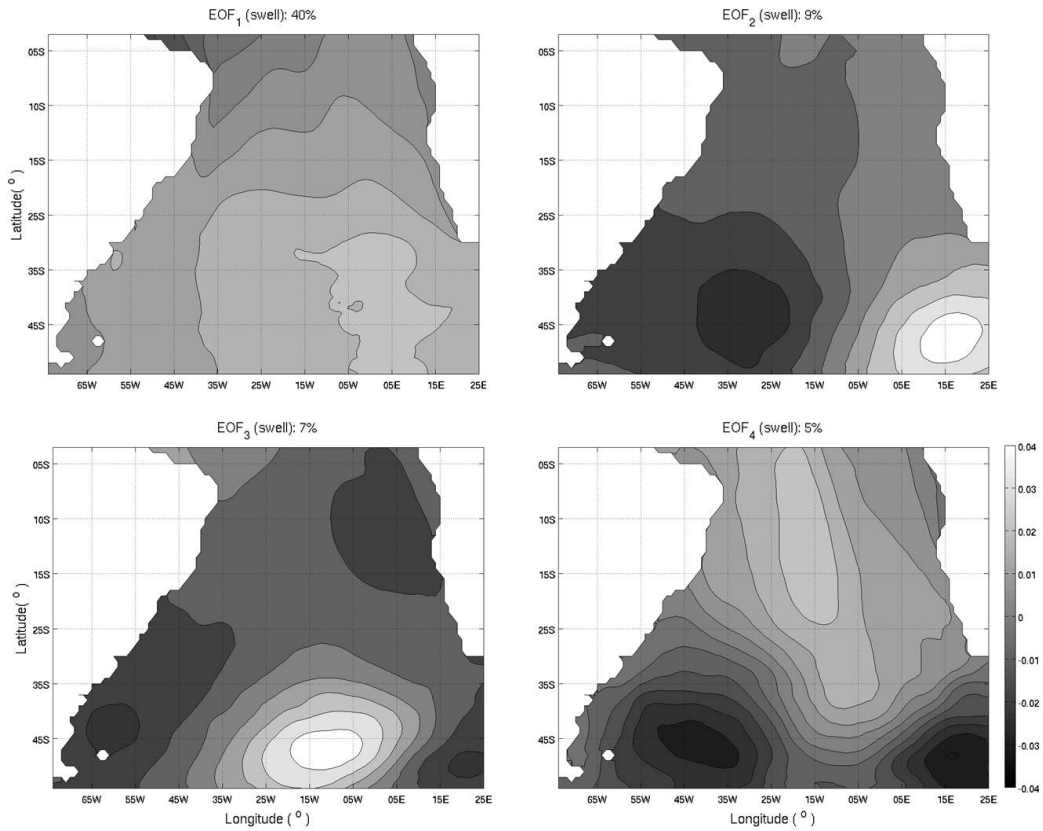 EOF1 (swell): 40%
EOF2 (swell): 9%
Latitude( o )
05S
10S
15S
25S
35S
45S
05S
10S
15S
25S
35S
45S
65W 55W 45W 35W 25W 15W 05W 05E 15E 25E
65W 55W 45W 35W 25W 15W 05W 05E 15E 25E
EOF3 (swell): 7%
EOF4 (swell): 5%
Latitude( o )
05S
10S
15S
25S
35S
45S
05S
10S
15S
25S
35S
45S
0.04
0.03
0.02
0.01
0
-0.01
-0.02
-0.03
-0.04
65W 55W 45W 35W 25W 15W 05W 05E 15E 25E
65W 55W 45W 35W 25W 15W 05W 05E 15E 25E
Longitude ( o )
Longitude ( o )